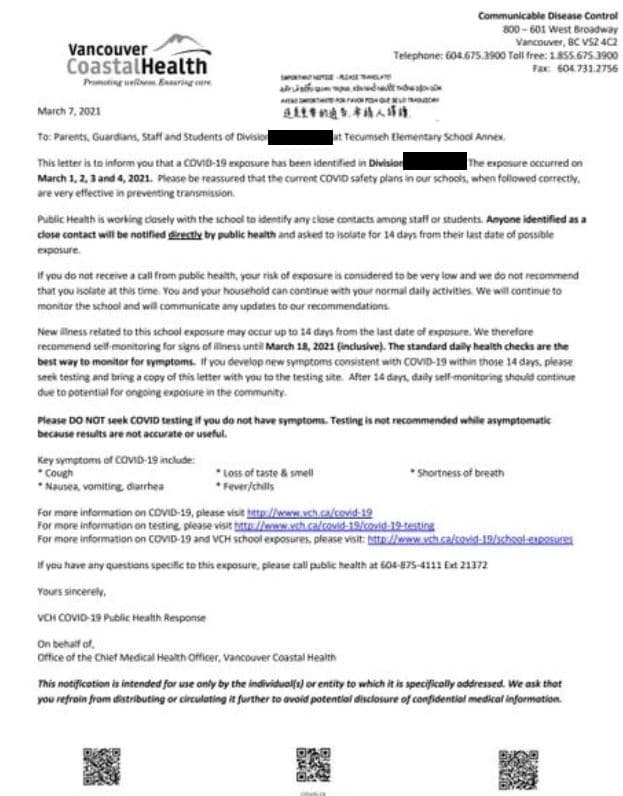 Communicable Disease Control
800 – 601 West Broadway
Vancouver, BC V5Z 4C2
Telephone: 604.675.3900 Toll free: 1.855.675.3900
Fax: 604.731.2756
Vancouver
CoastalHealth
Promoting wellness. Ensuring care.
IMPORTANT NOTICE - PLEASE TRANSLATE!
March 7, 2021
To: Parents, Guardians, Staff and Students of Division at Tecumseh Elementary School Annex.
This letter is to inform you that a COVID-19 exposure has been identified in Division The exposure occurred on
March 1, 2, 3 and 4, 2021. Please be reassured that the current COVID safety plans in our schools, when followed correctly,
are very effective in preventing transmission.
Public Health is working closely with the school to identify any close contacts among staff or students. Anyone identified as a
close contact will be notified directly by public health and asked to isolate for 14 days from their last date of possible
exposure.
If you do not receive a call from public health, your risk of exposure is considered to be very low and we do not recommend
that you isolate at this time. You and your household can continue with your normal daily activities. We will continue to
monitor the school and will communicate any updates to our recommendations.
New illness related to this school exposure may occur up to 14 days from the last date of exposure. We therefore
recommend self-monitoring for signs of illness until March 18, 2021 (inclusive). The standard daily health checks are the
best way to monitor for symptoms. If you develop new symptoms consistent with COVID-19 within those 14 days, please
seek testing and bring a copy of this letter with you to the testing site. After 14 days, daily self-monitoring should continue
due to potential for ongoing exposure in the community.
Please DO NOT seek COVID testing if you do not have symptoms. Testing is not recommended while asymptomatic
because results are not accurate or useful.
Key symptoms of COVID-19 include:
* Cough * Loss of taste & smell * Shortness of breath
* Nausea, vomiting, diarrhea * Fever/chills
For more information on COVID-19, please visit http://www.vch.ca/covid-19
For more information on testing, please visit http://www.vch.ca/covid-19/covid-19-testing
For more information on COVID-19 and VCH school exposures, please visit: http://www.vch.ca/covid-19/school-exposures
If you have any questions specific to this exposure, please call public health at 604-875-4111 Ext 21372
Yours sincerely,
VCH COVID-19 Public Health Response
On behalf of,
Office of the Chief Medical Health Officer, Vancouver Coastal Health
This notification is intended for use only by the individual(s) or entity to which it is specifically addressed. We ask that
you refrain from distributing or circulating it further to avoid potential disclosure of confidential medical information.